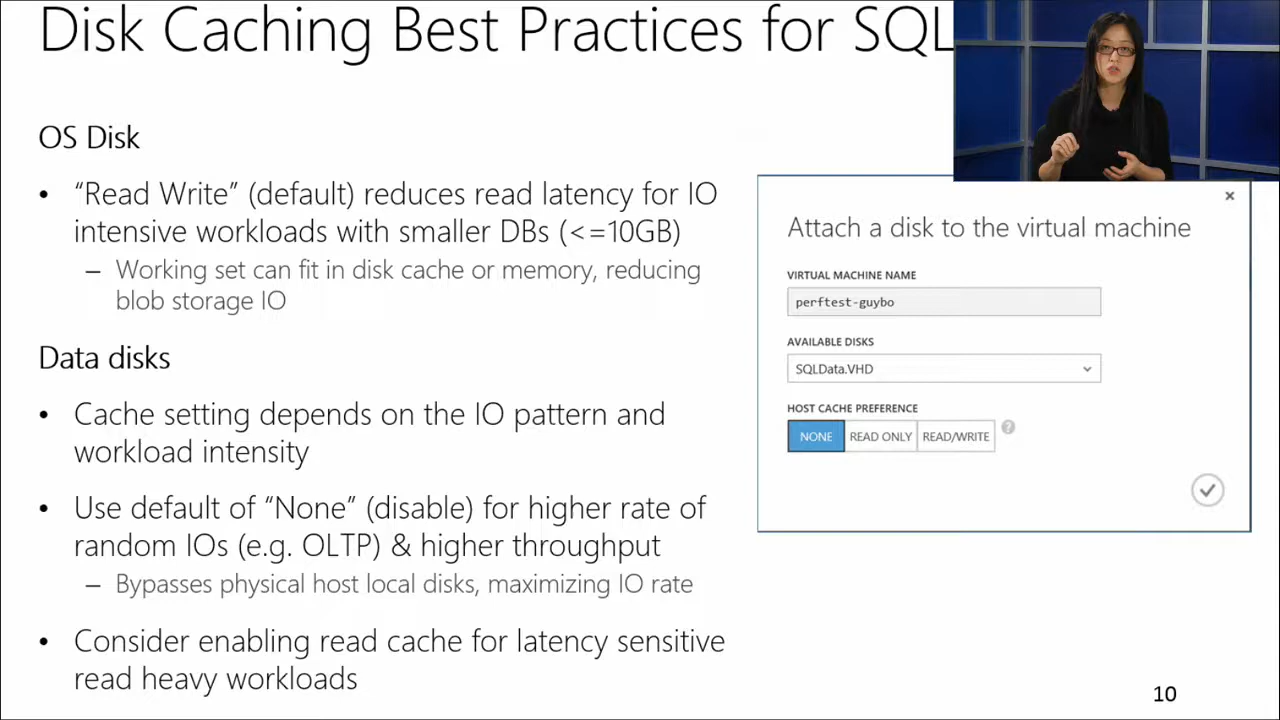 Disk Caching Best Practices for SQL
OS Disk
• “Read Write” (default) reduces read latency for IO
intensive workloads with smaller DBs (<=10GB)
– Working set can fit in disk cache or memory, reducing
blob storage IO
Data disks
• Cache setting depends on the IO pattern and
workload intensity
• Use default of “None” (disable) for higher rate of
random IOs (e.g. OLTP) & higher throughput
– Bypasses physical host local disks, maximizing IO rate
• Consider enabling read cache for latency sensitive
read heavy workloads
Attach a disk to the virtual machine
VIRTUAL MACHINE NAME
perftest-guybo
AVAILABLE DISKS
SQLData.VHD
HOST CACHE PREFERENCE
NONE READ ONLY READ/WRITE ?
10